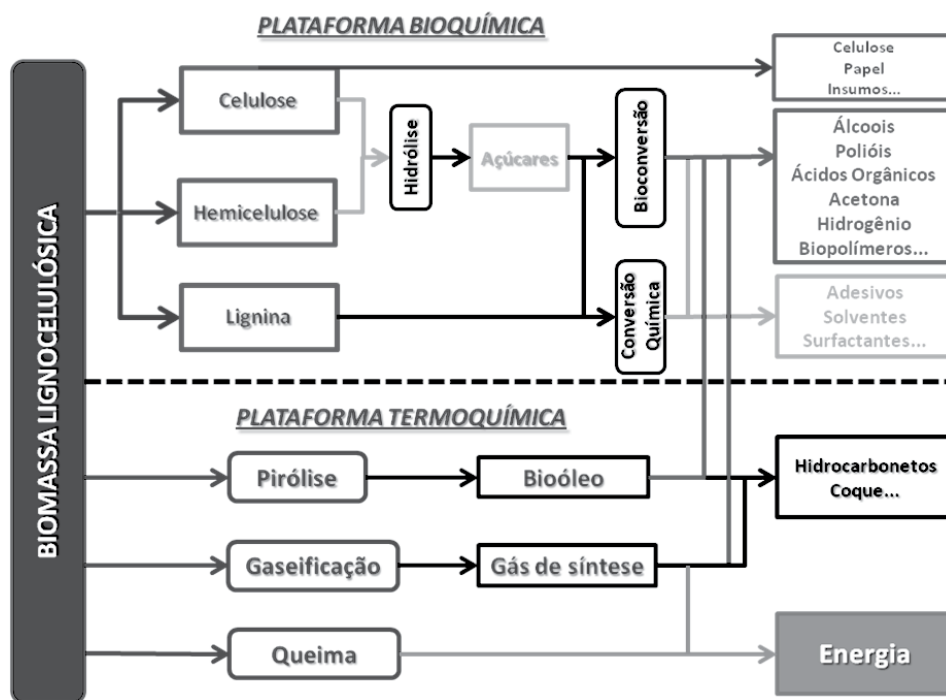 PLATAFORMA BIOQUÍMICA
BIOMASSA LIGNOCELULÓSICA
Celulose
Hemicelulose
Lignina
Hidrólise
Açúcares
Bioconversão
Conversão
Química
Celulose
Papel
Insumos...
Álcoois
Polióis
Ácidos Orgânicos
Acetona
Hidrogênio
Biopolímeros...
Adesivos
Solventes
Surfactantes...
PLATAFORMA TERMOQUÍMICA
Pirólise
Bioóleo
Hidrocarbonetos
Coque...
Gaseificação
Gás de síntese
Queima
Energia